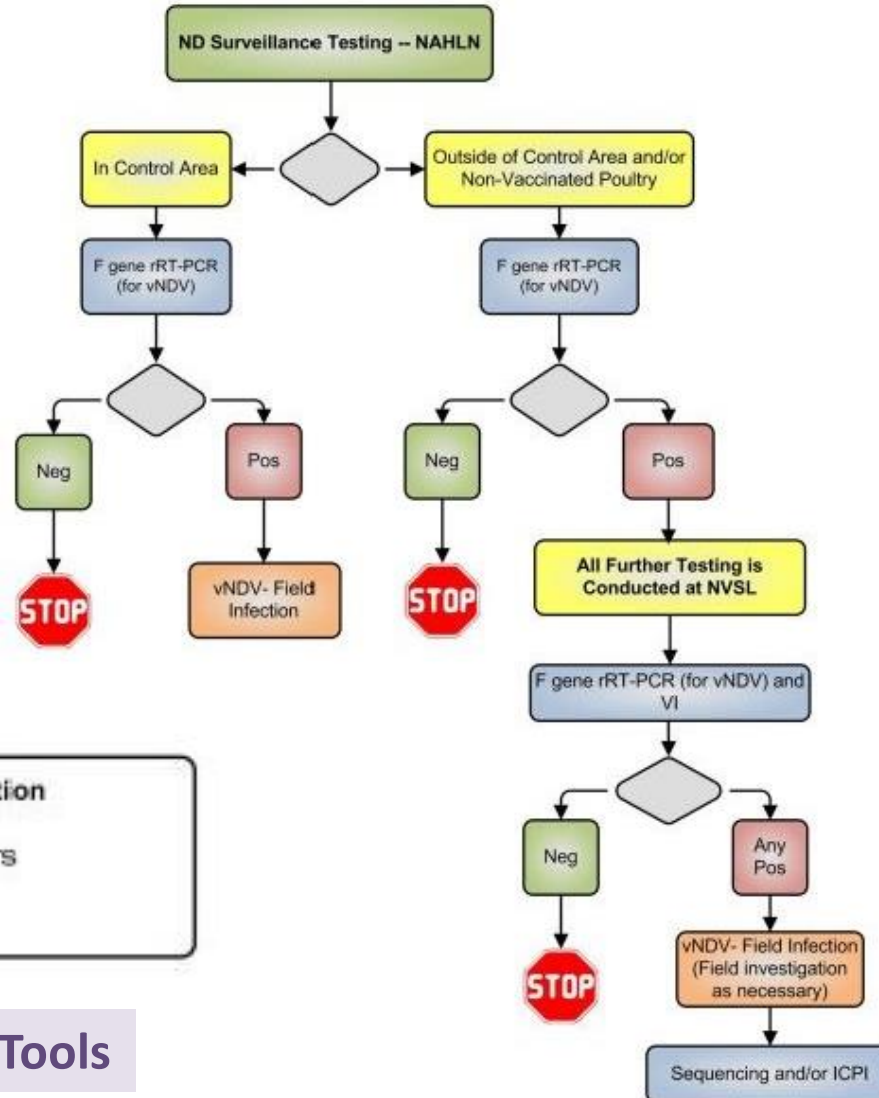 ND Surveillance Testing -- NAHLN
In Control Area
Outside of Control Area and/or
Non-Vaccinated Poultry
F gene rRT-PCR
(for vNDV)
F gene rRT-PCR
(for vNDV)
Neg
Pos
Neg
Pos
STOP
vNDV- Field
Infection
STOP
All Further Testing is
Conducted at NVSL
F gene rRT-PCR (for vNDV) and
VI
Neg
Any
Pos
STOP
vNDV- Field Infection
(Field investigation
as necessary)
Sequencing and/or ICPI
Tools